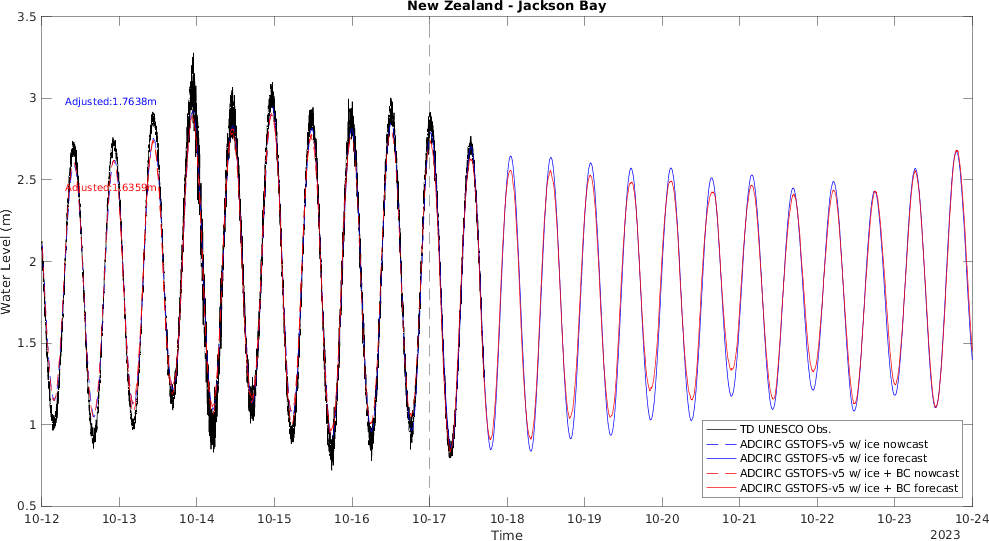 New Zealand - Jackson Bay
3.5
3
2.5
2
1.5
1
0.5
Water Level (m)
Adjusted:1.7638m
Adjusted:1.6359m
TD UNESCO Obs.
ADCIRC GSTOFS-v5 w/ ice nowcast
ADCIRC GSTOFS-v5 w/ ice forecast
ADCIRC GSTOFS-v5 w/ ice + BC nowcast
ADCIRC GSTOFS-v5 w/ ice + BC forecast
10-12 10-13 10-14 10-15 10-16 10-17 10-18 10-19 10-20 10-21 10-22 10-23 10-24
Time
2023